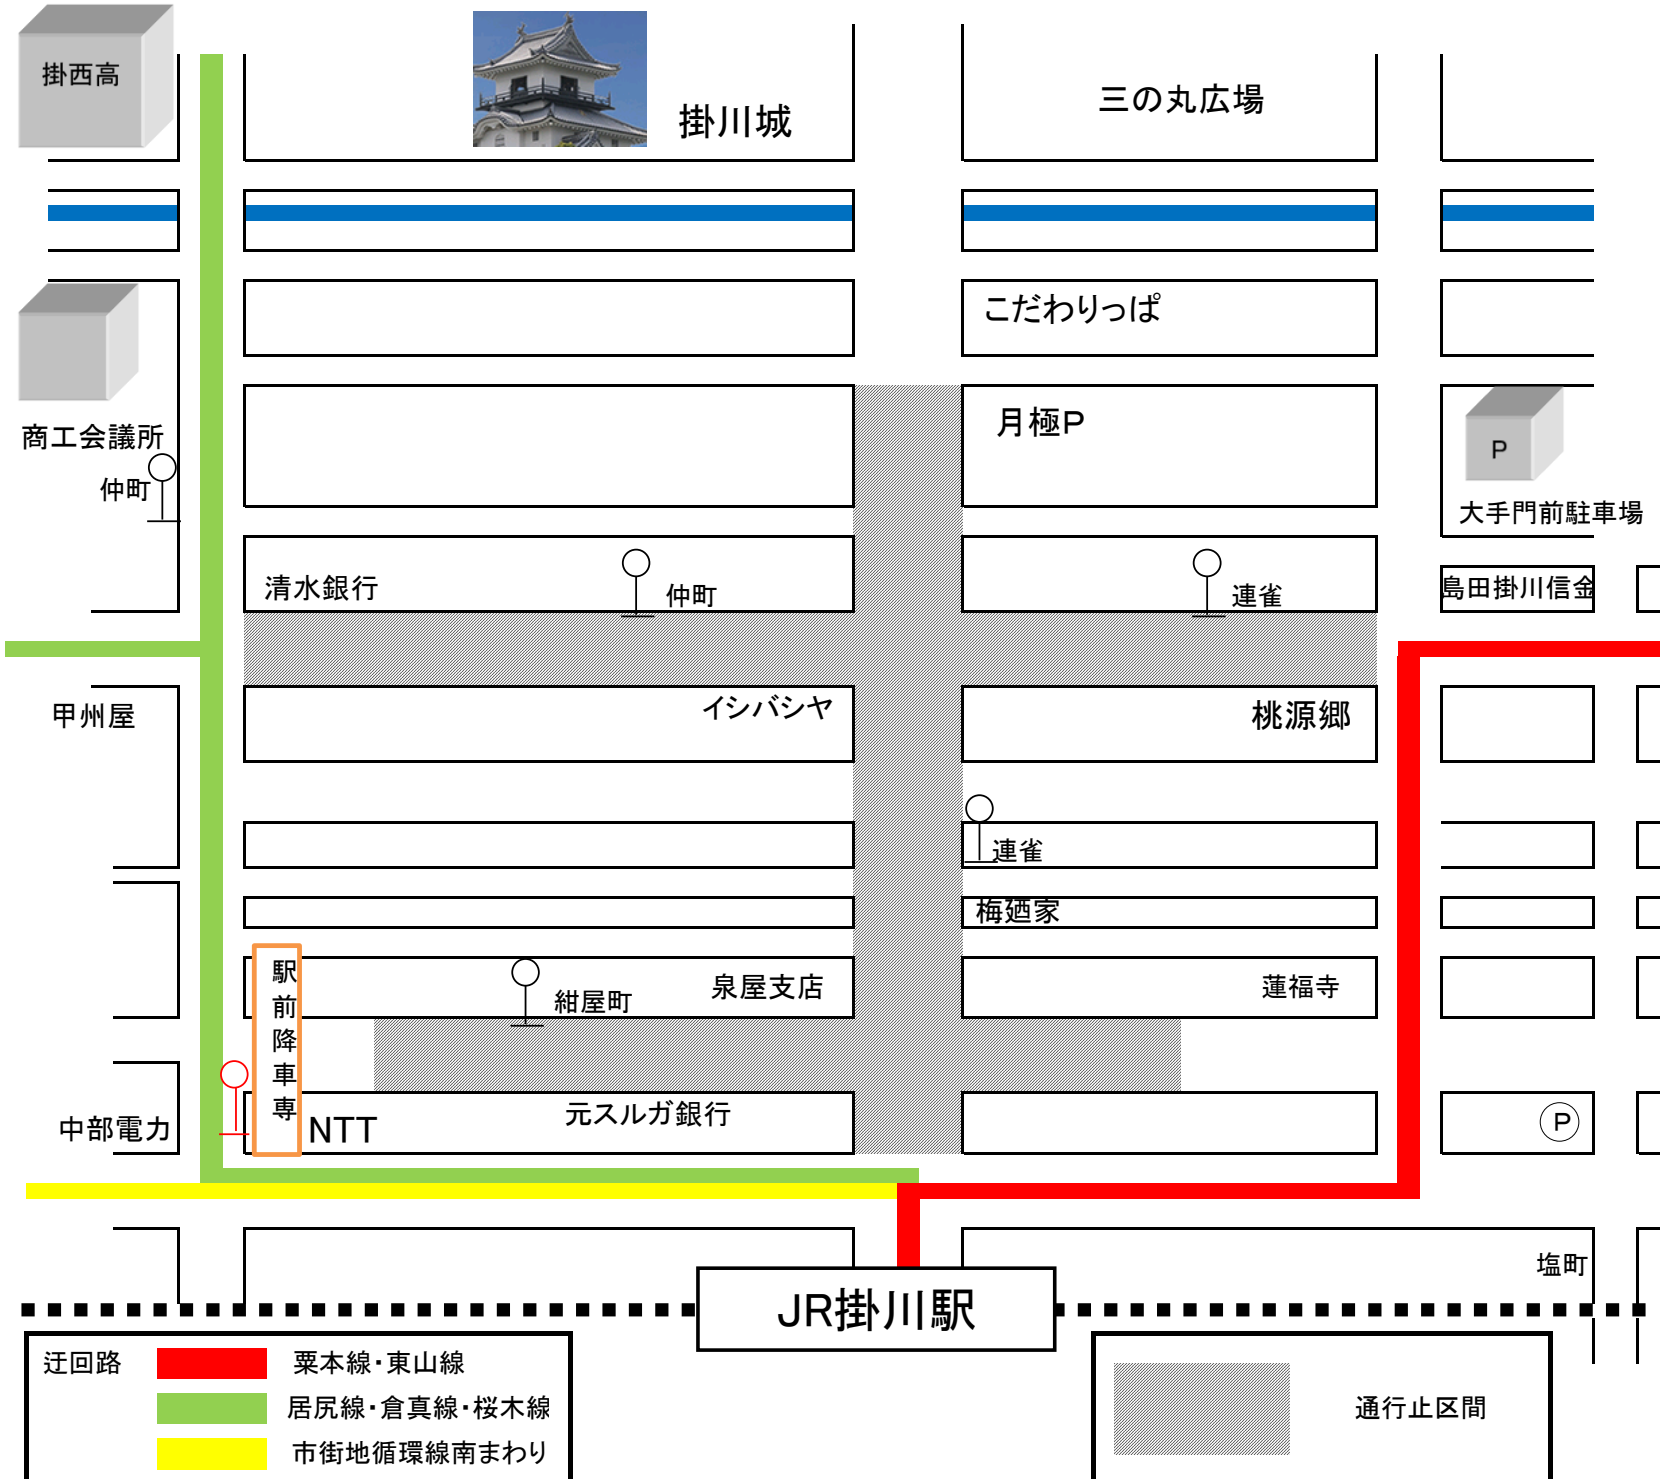 掛西高
掛川城
三の丸広場
こだわりっぱ
月極P
商工会議所
仲町
P
大手門前駐車場
清水銀行
仲町
連雀
島田掛川信金
甲州屋
イシバシヤ
桃源郷
連雀
梅廼家
駅前降車専
紺屋町
泉屋支店
蓮福寺
中部電力
NTT
元スルガ銀行
P
塩町
JR掛川駅
迂回路
粟本線・東山線
居尻線・倉真線・桜木線
市街地循環線南まわり
通行止区間